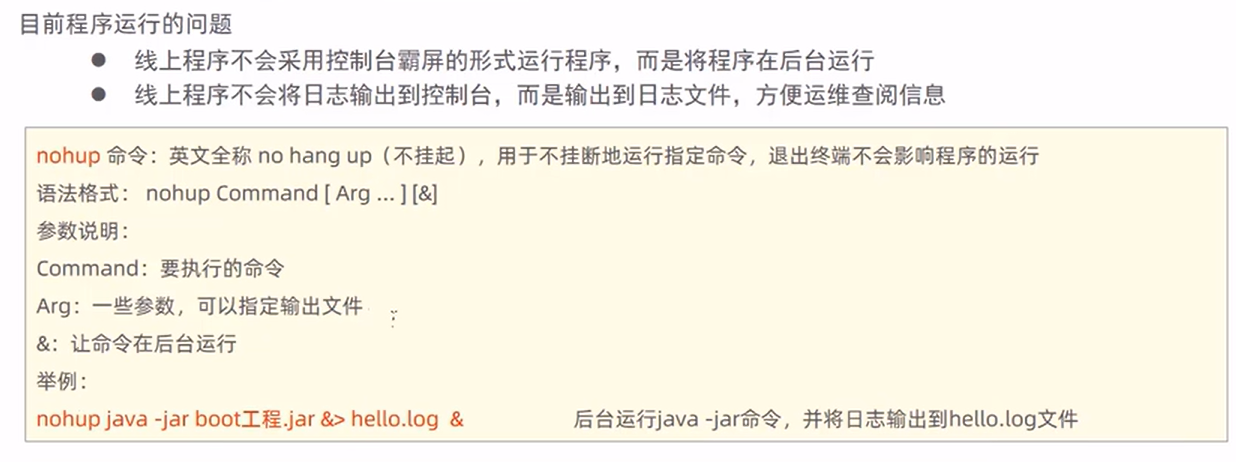 目前程序运行的问题
● 线上程序不会采用控制台霸屏的形式运行程序，而是将程序在后台运行
● 线上程序不会将日志输出到控制台，而是输出到日志文件，方便运维查阅信息
nohup 命令：英文全称 no hang up（不挂起），用于不挂断地运行指定命令，退出终端不会影响程序的运行
语法格式： nohup Command [ Arg … ] [&]
参数说明：
Command：要执行的命令
Arg：一些参数，可以指定输出文件
&：让命令在后台运行
举例：
nohup java -jar boot工程.jar &> hello.log & 后台运行java -jar命令，并将日志输出到hello.log文件